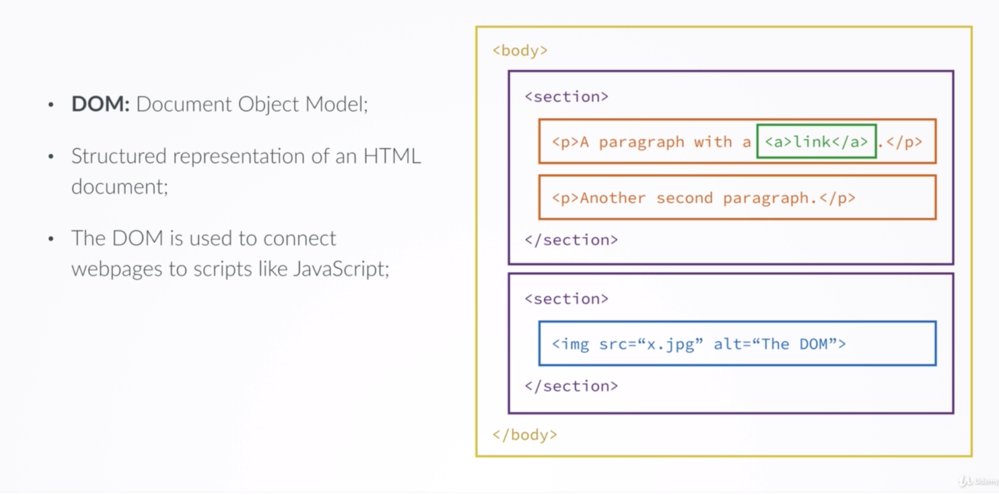 • DOM: Document Object Model;
• Structured representation of an HTML
document;
• The DOM is used to connect
webpages to scripts like JavaScript;
<body>
<section>
<p>A paragraph with a <a>link</a>.</p>
<p>Another second paragraph.</p>
</section>
<section>
<img src=“x.jpg” alt=“The DOM”>
</section>
</body>
Udemy